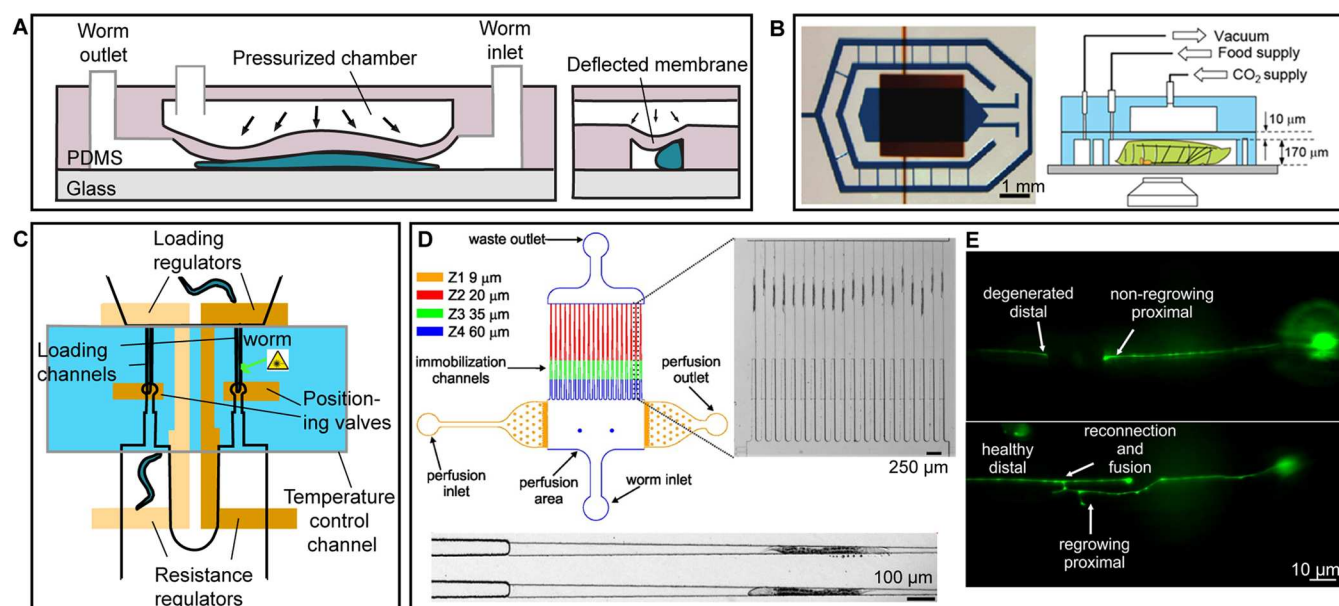 A
Worm
outlet
Pressurized chamber
Worm
inlet
Deflected membrane
PDMS
Glass
B
1 mm
Vacuum
Food supply
CO₂ supply
10 μm
170 μm
C
Loading
regulators
Loading
channels
worm
Position-
ing valves
Temperature
control
channel
Resistance
regulators
D
waste outlet
Z1 9 μm
Z2 20 μm
Z3 35 μm
Z4 60 μm
immobilization
channels
perfusion
outlet
perfusion
inlet
perfusion
area
worm inlet
250 μm
100 μm
E
degenerated
distal
non-regrowing
proximal
healthy
distal
reconnection
and
fusion
regrowing
proximal
10 μm